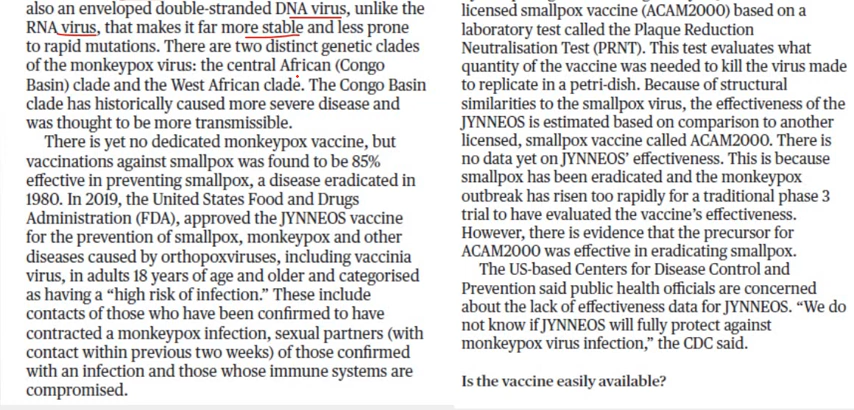 also an enveloped double-stranded DNA virus, unlike the
RNA virus, that makes it far more stable and less prone
to rapid mutations. There are two distinct genetic clades
of the monkeypox virus: the central African (Congo
Basin) clade and the West African clade. The Congo Basin
clade has historically caused more severe disease and
was thought to be more transmissible.
There is yet no dedicated monkeypox vaccine, but
vaccinations against smallpox was found to be 85%
effective in preventing smallpox, a disease eradicated in
1980. In 2019, the United States Food and Drugs
Administration (FDA), approved the JYNNEOS vaccine
for the prevention of smallpox, monkeypox and other
diseases caused by orthopoxviruses, including vaccinia
virus, in adults 18 years of age and older and categorised
as having a “high risk of infection.” These include
contacts of those who have been confirmed to have
contracted a monkeypox infection, sexual partners (with
contact within previous two weeks) of those confirmed
with an infection and those whose immune systems are
compromised.
licensed smallpox vaccine (ACAM2000) based on a
laboratory test called the Plaque Reduction
Neutralisation Test (PRNT). This test evaluates what
quantity of the vaccine was needed to kill the virus made
to replicate in a petri-dish. Because of structural
similarities to the smallpox virus, the effectiveness of the
JYNNEOS is estimated based on comparison to another
licensed, smallpox vaccine called ACAM2000. There is
no data yet on JYNNEOS’ effectiveness. This is because
smallpox has been eradicated and the monkeypox
outbreak has risen too rapidly for a traditional phase 3
trial to have evaluated the vaccine’s effectiveness.
However, there is evidence that the precursor for
ACAM2000 was effective in eradicating smallpox.
The US-based Centers for Disease Control and
Prevention said public health officials are concerned
about the lack of effectiveness data for JYNNEOS. “We do
not know if JYNNEOS will fully protect against
monkeypox virus infection,” the CDC said.
Is the vaccine easily available?